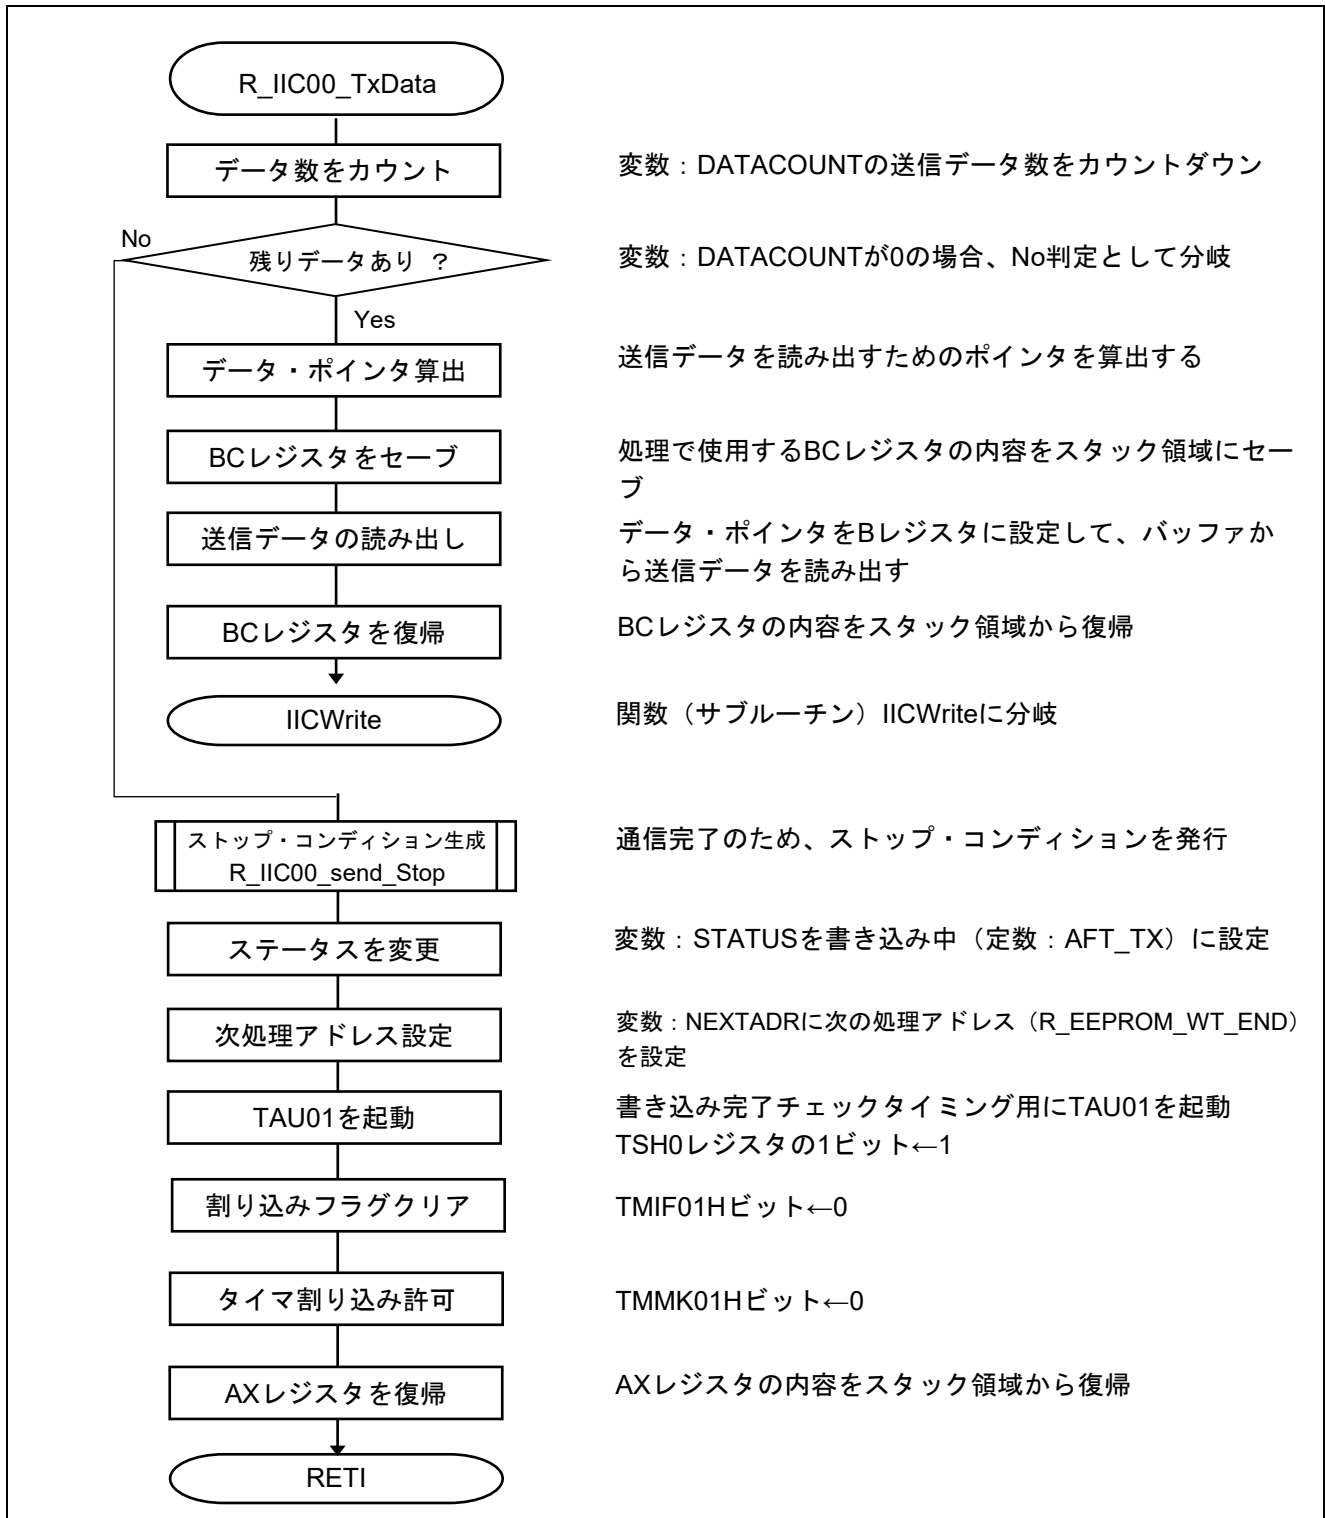 R_IIC00_TxData
データ数をカウント
変数：DATACOUNTの送信データ数をカウントダウン
No
残りデータあり ？
変数：DATACOUNTが0の場合、No判定として分岐
Yes
データ・ポインタ算出
送信データを読み出すためのポインタを算出する
BCレジスタをセーブ
処理で使用するBCレジスタの内容をスタック領域にセー
ブ
送信データの読み出し
データ・ポインタをBレジスタに設定して、バッファか
ら送信データを読み出す
BCレジスタを復帰
BCレジスタの内容をスタック領域から復帰
IICWrite
関数（サブルーチン）IICWriteに分岐
ストップ・コンディション生成
R_IIC00_send_Stop
通信完了のため、ストップ・コンディションを発行
ステータスを変更
変数：STATUSを書き込み中（定数：AFT_TX）に設定
次処理アドレス設定
変数：NEXTADRに次の処理アドレス（R_EEPROM_WT_END）
を設定
TAU01を起動
書き込み完了チェックタイミング用にTAU01を起動
TSH0レジスタの1ビット←1
割り込みフラグクリア
TMIF01Hビット←0
タイマ割り込み許可
TMMK01Hビット←0
AXレジスタを復帰
AXレジスタの内容をスタック領域から復帰
RETI